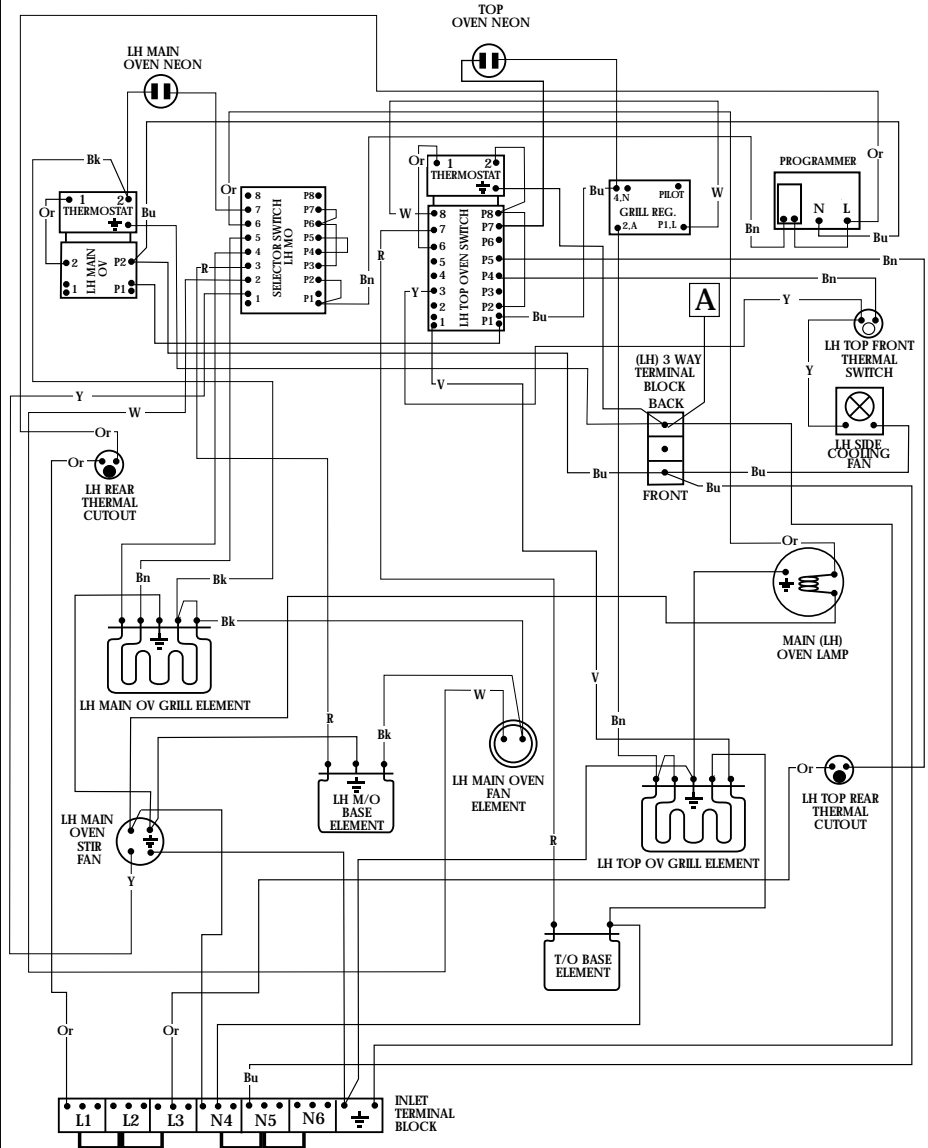 TOP
OVEN NEON
LH MAIN
OVEN NEON
Bk
Or
1 2
THERMOSTAT
Bu
2 P2
LH MAIN
OV
1 P1
Or
8 P8
7 P7
6 P6
5 P5
4 P4
3 P3
2 P2
1 P1
SELECTOR SWITCH
LH MO
R
Bn
Or
1 2
THERMOSTAT
W
R
8 P8
7 P7
6 P6
5 P5
4 P4
3 P3
2 P2
1 P1
LH TOP OVEN SWITCH
Y
Bu
Bu
4,N PILOT
GRILL REG.
2,A P1,L
W
PROGRAMMER
Or
N L
Bn
Bu
Bn
Bn
Y
A
LH TOP FRONT
THERMAL
SWITCH
(LH) 3 WAY
TERMINAL
BLOCK
BACK
FRONT
Y
LH SIDE
COOLING
FAN
V
Y
W
Or
Or
LH REAR
THERMAL
CUTOUT
Bu
Bu
Bu
Or
MAIN (LH)
OVEN LAMP
Bn
Bk
Bk
LH MAIN OV GRILL ELEMENT
R
Bk
W
V
Bn
LH MAIN OVEN
FAN
ELEMENT
LH M/O
BASE
ELEMENT
LH MAIN
OVEN
STIR
FAN
Y
Or
LH TOP REAR
THERMAL
CUTOUT
R
LH TOP OV GRILL ELEMENT
T/O BASE
ELEMENT
Or
Or
Bu
L1 L2 L3 N4 N5 N6
INLET
TERMINAL
BLOCK